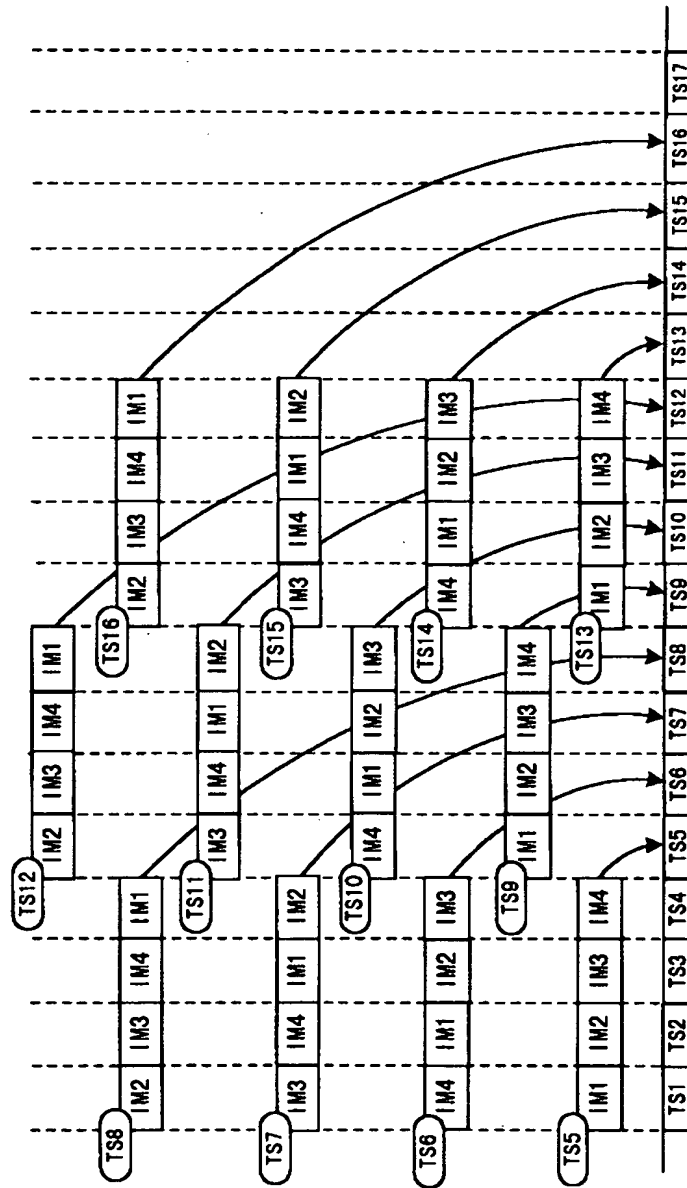 TS12
IM2 IM3 IM4 IM1
TS8
IM2 IM3 IM4 IM1
TS16
IM2 IM3 IM4 IM1
TS11
IM3 IM4 IM1 IM2
TS7
IM3 IM4 IM1 IM2
TS15
IM3 IM4 IM1 IM2
TS10
IM4 IM1 IM2 IM3
TS6
IM4 IM1 IM2 IM3
TS14
IM4 IM1 IM2 IM3
TS9
IM1 IM2 IM3 IM4
TS5
IM1 IM2 IM3 IM4
TS13
IM1 IM2 IM3 IM4
TS1 TS2 TS3 TS4 TS5 TS6 TS7 TS8 TS9 TS10 TS11 TS12 TS13 TS14 TS15 TS16 TS17